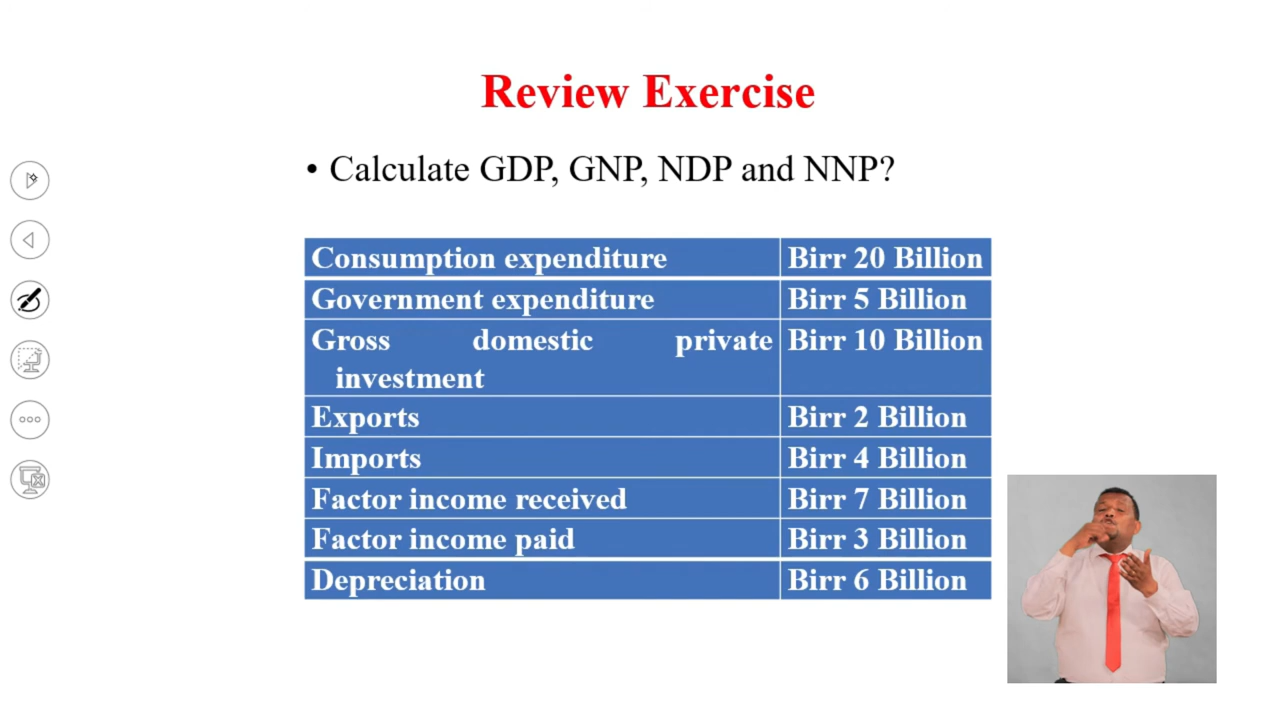 Review Exercise
• Calculate GDP, GNP, NDP and NNP?
Consumption expenditure Birr 20 Billion
Government expenditure Birr 5 Billion
Gross domestic private Birr 10 Billion
investment
Exports Birr 2 Billion
Imports Birr 4 Billion
Factor income received Birr 7 Billion
Factor income paid Birr 3 Billion
Depreciation Birr 6 Billion